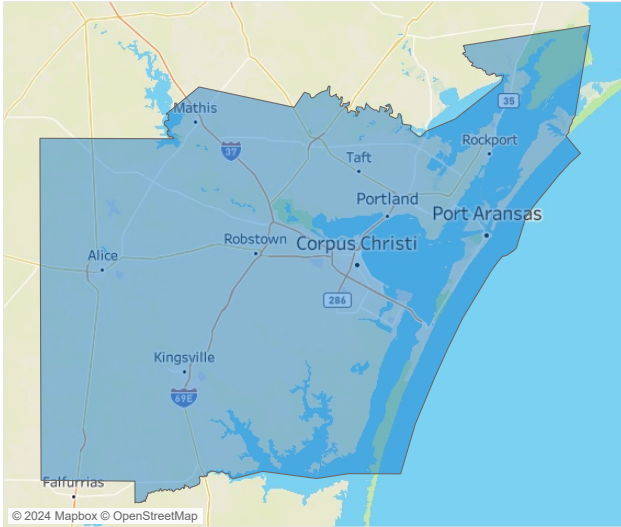 35
Mathis
Rockport
37
Taft
Portland
Port Aransas
Robstown
Corpus Christi
Alice
286
Kingsville
69E
Falfurrias
© 2024 Mapbox © OpenStreetMap